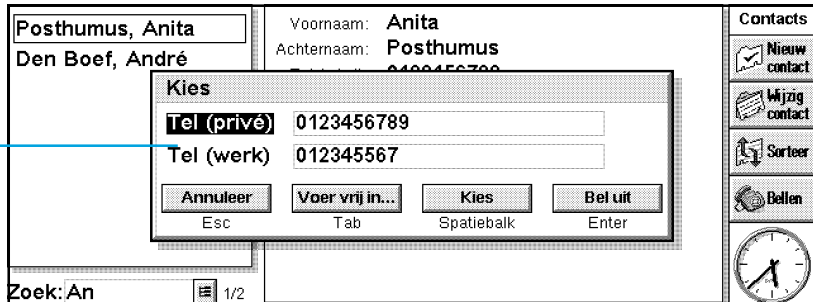 Posthumus, Anita
Den Boef, André
Voornaam: Anita
Achternaam: Posthumus
Kies
Tel (privé) 0123456789
Tel (werk) 012345567
Annuleer Voer vrij in... Kies Bel uit
Esc Tab Spatiebalk Enter
Zoek: An 1/2
Contacts
Nieuw
contact
Wijzig
contact
Sorteer
Bellen